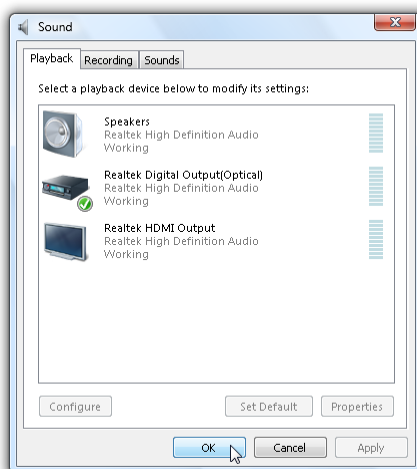 Sound
Playback Recording Sounds
Select a playback device below to modify its settings:
Speakers
Realtek High Definition Audio
Working
Realtek Digital Output(Optical)
Realtek High Definition Audio
Working
Realtek HDMI Output
Realtek High Definition Audio
Working
Configure Set Default Properties
OK Cancel Apply